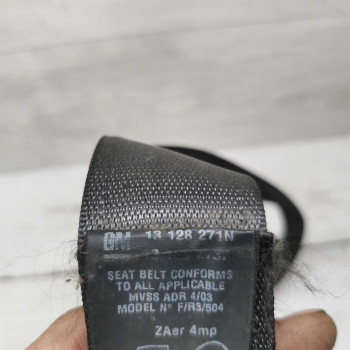 GM 13 128 271N
SEAT BELT CONFORMS
TO ALL APPLICABLE
MVSS ADR 4/03
MODEL Nº F/R3/504
ZAer 4mp